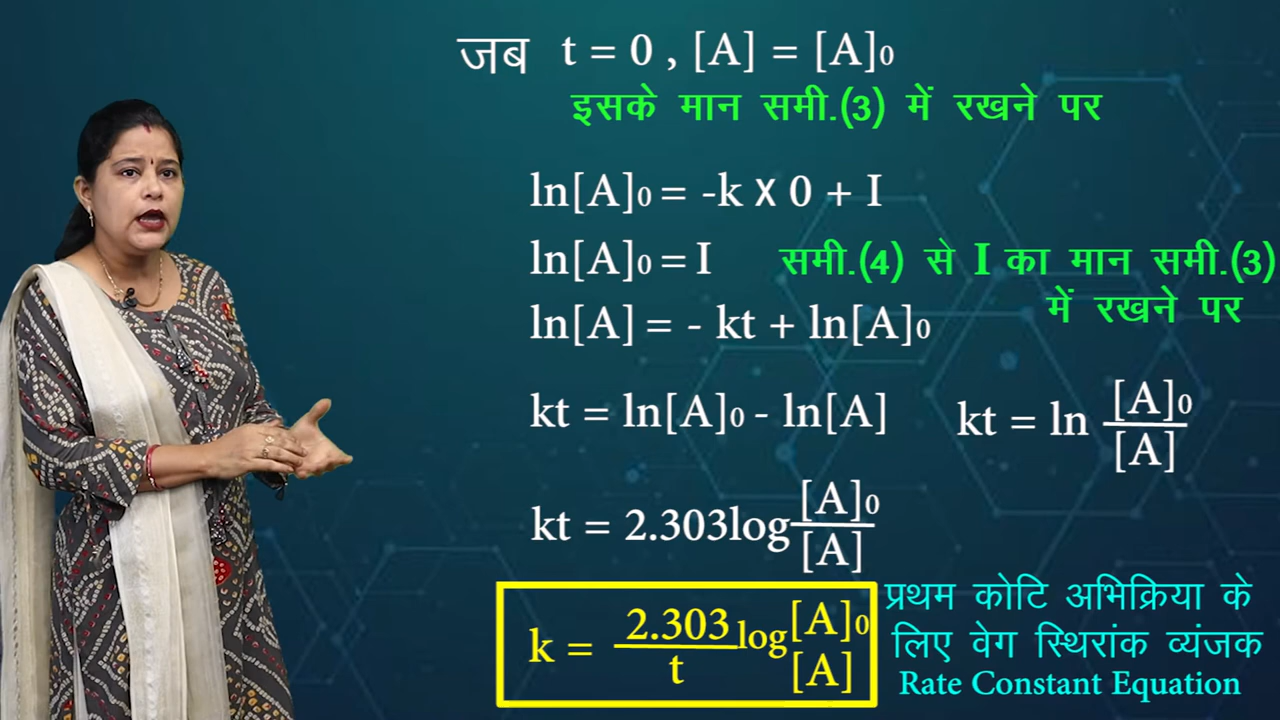 जब t = 0 , [A] = [A]₀
इसके मान समी.(3) में रखने पर
ln[A]₀ = -k X 0 + I
ln[A]₀ = I
समी.(4) से I का मान समी.(3)
में रखने पर
ln[A] = - kt + ln[A]₀
kt = ln[A]₀ - ln[A]
kt = ln [A]₀/[A]
kt = 2.303log [A]₀/[A]
k = 2.303/t log [A]₀/[A]
प्रथम कोटि अभिक्रिया के
लिए वेग स्थिरांक व्यंजक
Rate Constant Equation